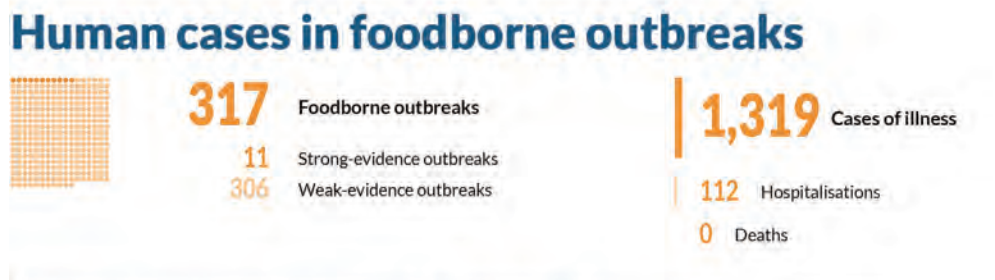 Human cases in foodborne outbreaks
317 Foodborne outbreaks
11 Strong-evidence outbreaks
306 Weak-evidence outbreaks
1,319 Cases of illness
112 Hospitalisations
0 Deaths